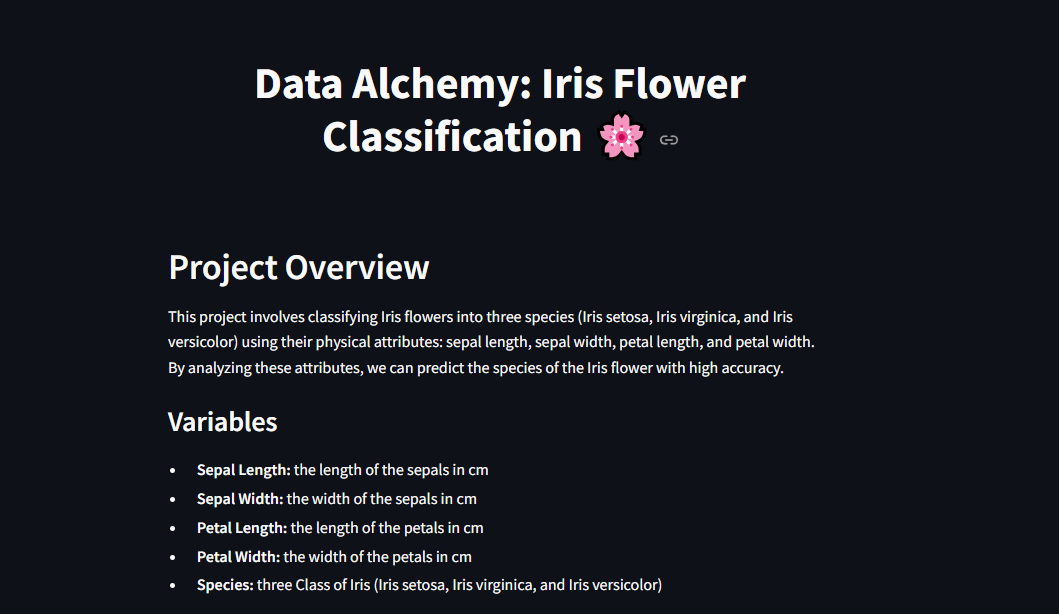 Data Alchemy: Iris Flower
Classification 🌸
Project Overview
This project involves classifying Iris flowers into three species (Iris setosa, Iris virginica, and Iris
versicolor) using their physical attributes: sepal length, sepal width, petal length, and petal width.
By analyzing these attributes, we can predict the species of the Iris flower with high accuracy.
Variables
• Sepal Length: the length of the sepals in cm
• Sepal Width: the width of the sepals in cm
• Petal Length: the length of the petals in cm
• Petal Width: the width of the petals in cm
• Species: three Class of Iris (Iris setosa, Iris virginica, and Iris versicolor)